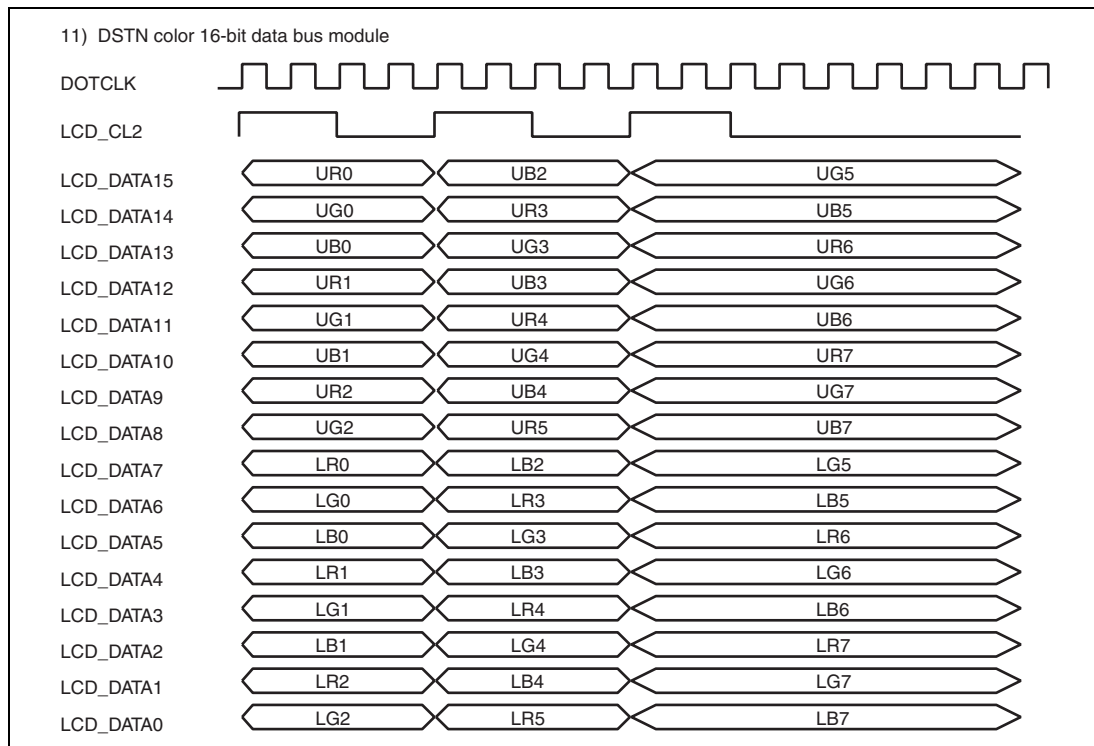 11) DSTN color 16-bit data bus module
DOTCLK
LCD_CL2
LCD_DATA15 UR0 UB2 UG5
LCD_DATA14 UG0 UR3 UB5
LCD_DATA13 UB0 UG3 UR6
LCD_DATA12 UR1 UB3 UG6
LCD_DATA11 UG1 UR4 UB6
LCD_DATA10 UB1 UG4 UR7
LCD_DATA9 UR2 UB4 UG7
LCD_DATA8 UG2 UR5 UB7
LCD_DATA7 LR0 LB2 LG5
LCD_DATA6 LG0 LR3 LB5
LCD_DATA5 LB0 LG3 LR6
LCD_DATA4 LR1 LB3 LG6
LCD_DATA3 LG1 LR4 LB6
LCD_DATA2 LB1 LG4 LR7
LCD_DATA1 LR2 LB4 LG7
LCD_DATA0 LG2 LR5 LB7